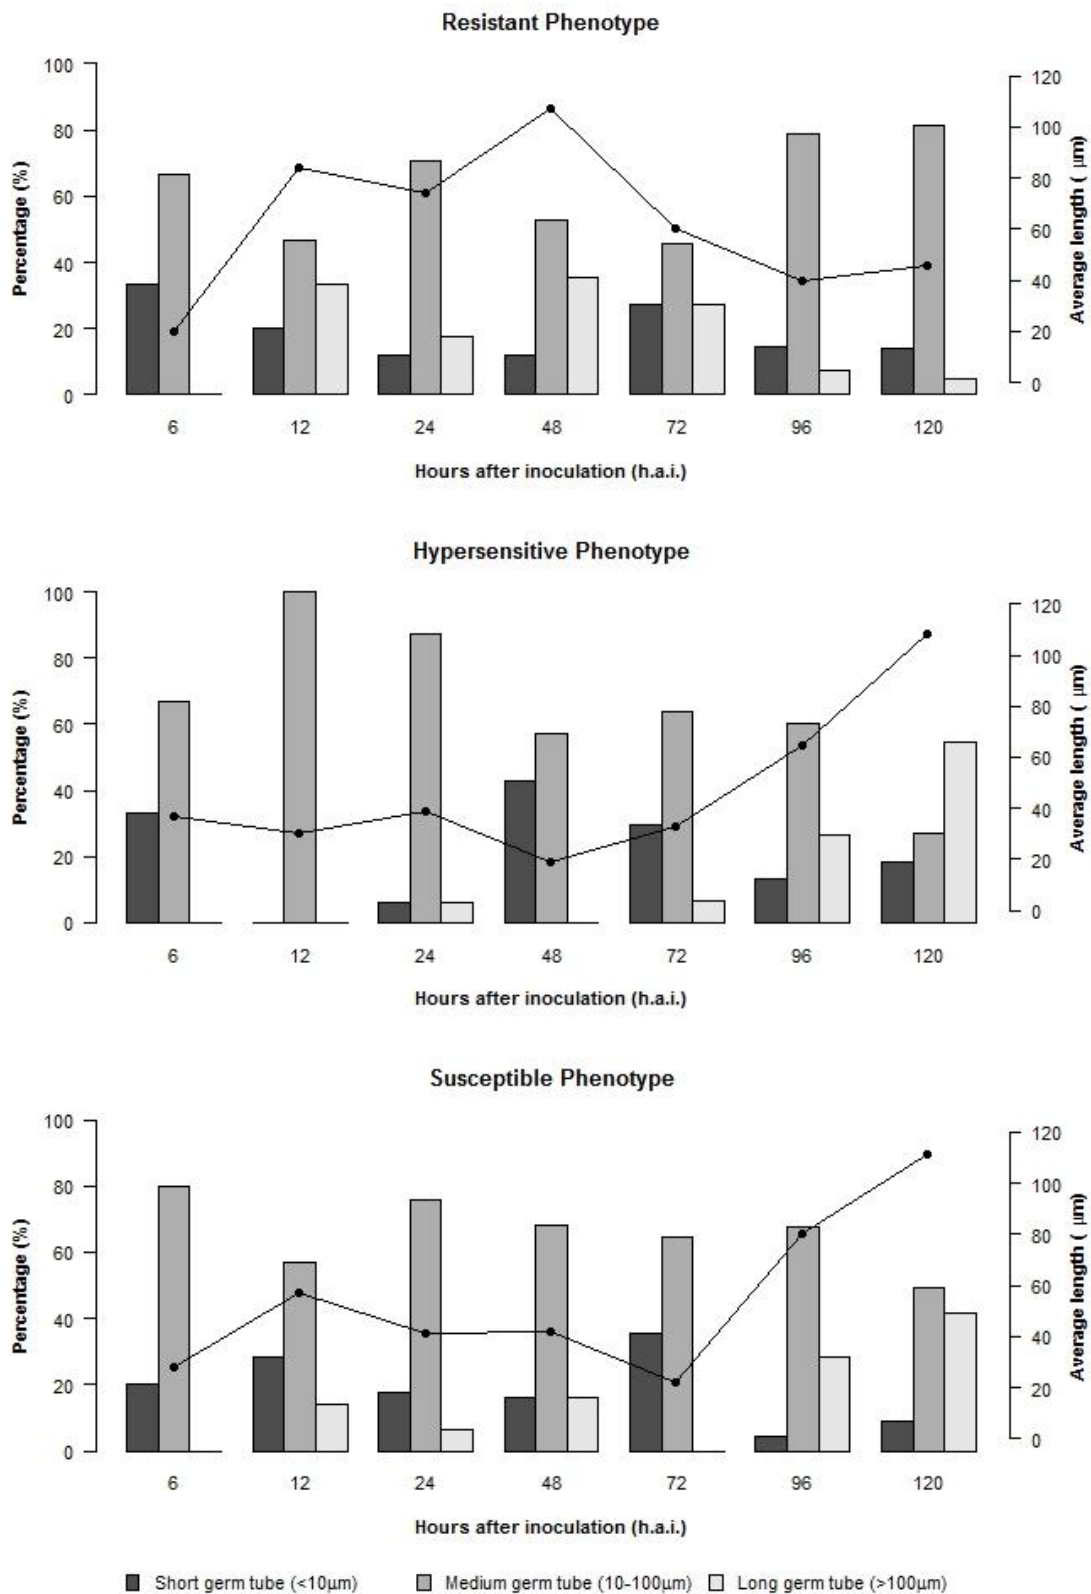 Resistant Phenotype
100
80
60
40
20
0
Percentage (%)
120
100
80
60
40
20
0
Average length ( μm)
6 12 24 48 72 96 120
Hours after inoculation (h.a.i.)
Hypersensitive Phenotype
100
80
60
40
20
0
Percentage (%)
120
100
80
60
40
20
0
Average length ( μm)
6 12 24 48 72 96 120
Hours after inoculation (h.a.i.)
Susceptible Phenotype
100
80
60
40
20
0
Percentage (%)
120
100
80
60
40
20
0
Average length ( μm)
6 12 24 48 72 96 120
Hours after inoculation (h.a.i.)
Short germ tube (<10μm) Medium germ tube (10-100μm) Long germ tube (>100μm)